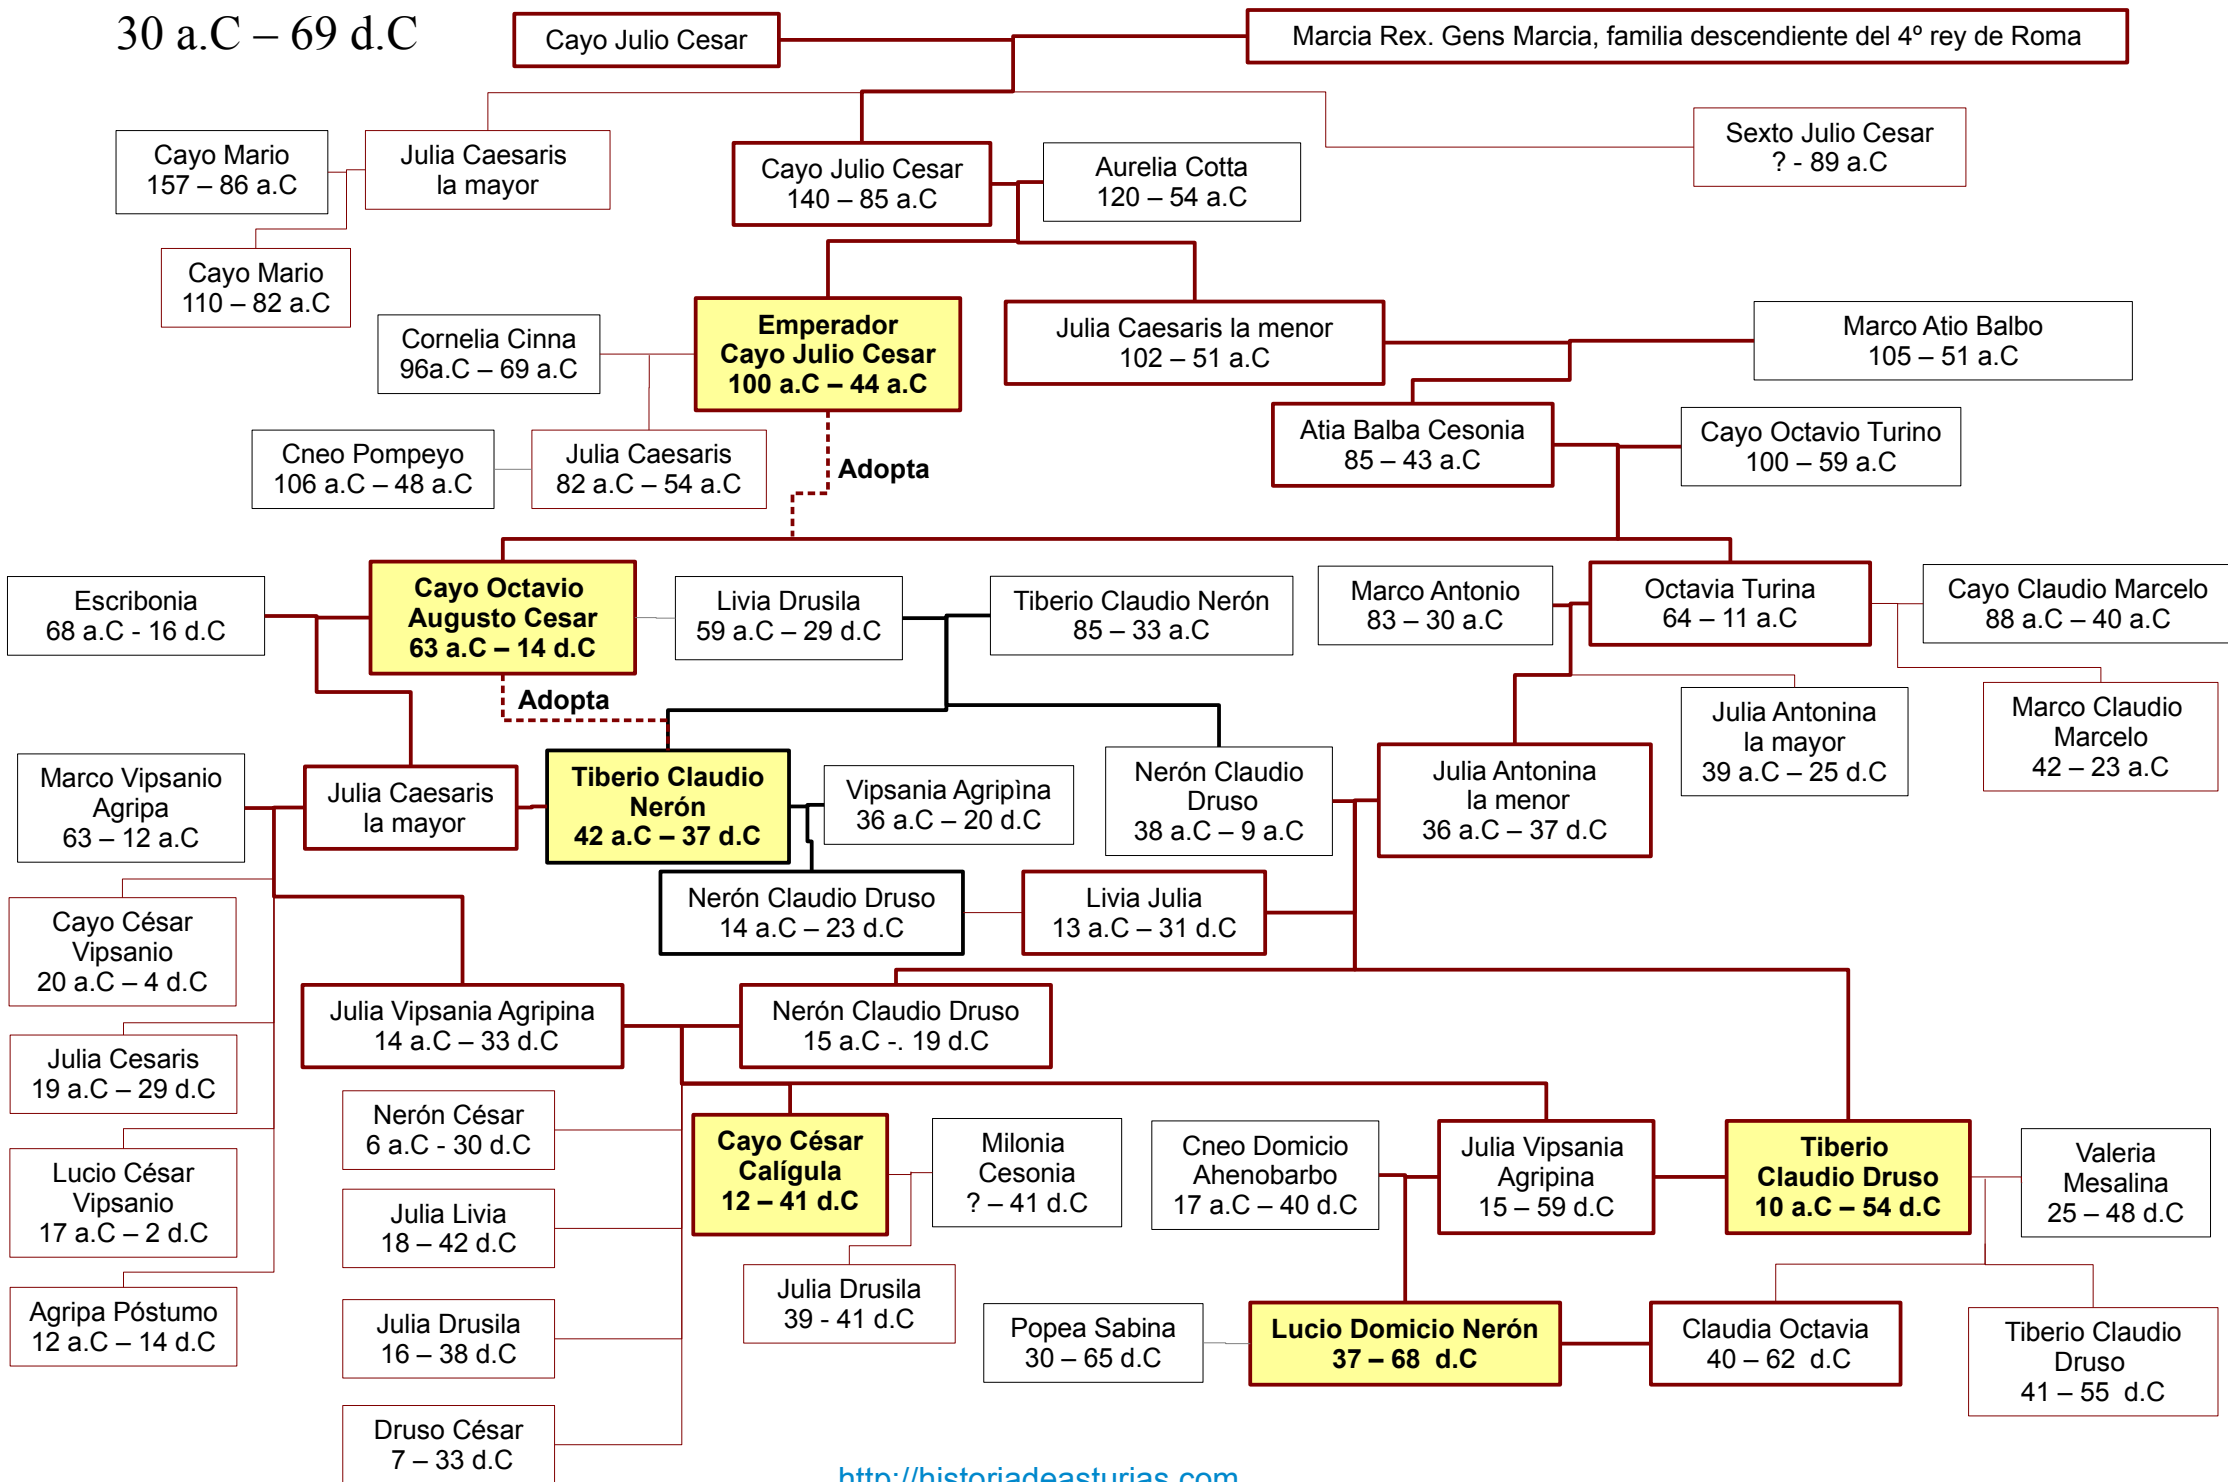 30 a.C – 69 d.C
Cayo Julio Cesar
Marcia Rex. Gens Marcia, familia descendiente del 4º rey de Roma
Cayo Mario
157 – 86 a.C
Julia Caesaris
la mayor
Cayo Julio Cesar
140 – 85 a.C
Aurelia Cotta
120 – 54 a.C
Sexto Julio Cesar
? - 89 a.C
Cayo Mario
110 – 82 a.C
Cornelia Cinna
96a.C – 69 a.C
Emperador
Cayo Julio Cesar
100 a.C – 44 a.C
Julia Caesaris la menor
102 – 51 a.C
Marco Atio Balbo
105 – 51 a.C
Cneo Pompeyo
106 a.C – 48 a.C
Julia Caesaris
82 a.C – 54 a.C
Adopta
Atia Balba Cesonia
85 – 43 a.C
Cayo Octavio Turino
100 – 59 a.C
Escribonia
68 a.C - 16 d.C
Cayo Octavio
Augusto Cesar
63 a.C – 14 d.C
Livia Drusila
59 a.C – 29 d.C
Tiberio Claudio Nerón
85 – 33 a.C
Marco Antonio
83 – 30 a.C
Octavia Turina
64 – 11 a.C
Cayo Claudio Marcelo
88 a.C – 40 a.C
Adopta
Marco Vipsanio
Agripa
63 – 12 a.C
Julia Caesaris
la mayor
Tiberio Claudio
Nerón
42 a.C – 37 d.C
Vipsania Agripìna
36 a.C – 20 d.C
Nerón Claudio
Druso
38 a.C – 9 a.C
Julia Antonina
la menor
36 a.C – 37 d.C
Julia Antonina
la mayor
39 a.C – 25 d.C
Marco Claudio
Marcelo
42 – 23 a.C
Cayo César
Vipsanio
20 a.C – 4 d.C
Nerón Claudio Druso
14 a.C – 23 d.C
Livia Julia
13 a.C – 31 d.C
Julia Cesaris
19 a.C – 29 d.C
Julia Vipsania Agripina
14 a.C – 33 d.C
Nerón Claudio Druso
15 a.C -. 19 d.C
Lucio César
Vipsanio
17 a.C – 2 d.C
Nerón César
6 a.C - 30 d.C
Cayo César
Calígula
12 – 41 d.C
Milonia
Cesonia
? – 41 d.C
Cneo Domicio
Ahenobarbo
17 a.C – 40 d.C
Julia Vipsania
Agripina
15 – 59 d.C
Tiberio
Claudio Druso
10 a.C – 54 d.C
Valeria
Mesalina
25 – 48 d.C
Julia Livia
18 – 42 d.C
Agripa Póstumo
12 a.C – 14 d.C
Julia Drusila
16 – 38 d.C
Julia Drusila
39 - 41 d.C
Popea Sabina
30 – 65 d.C
Lucio Domicio Nerón
37 – 68 d.C
Claudia Octavia
40 – 62 d.C
Tiberio Claudio
Druso
41 – 55 d.C
Druso César
7 – 33 d.C
http://historiadeasturias.com